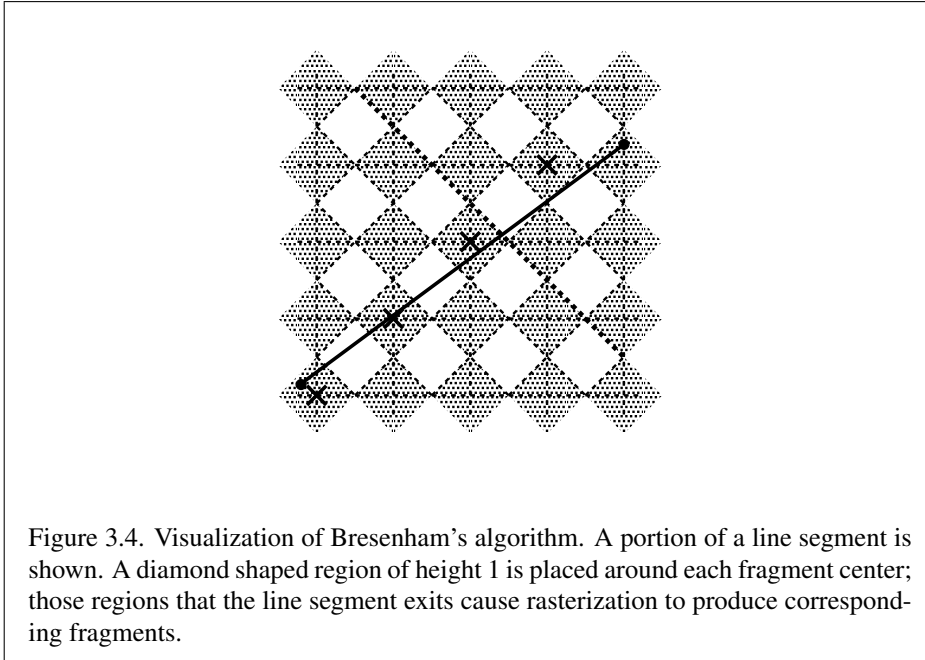 Figure 3.4. Visualization of Bresenham's algorithm. A portion of a line segment is
shown. A diamond shaped region of height 1 is placed around each fragment center;
those regions that the line segment exits cause rasterization to produce correspond-
ing fragments.